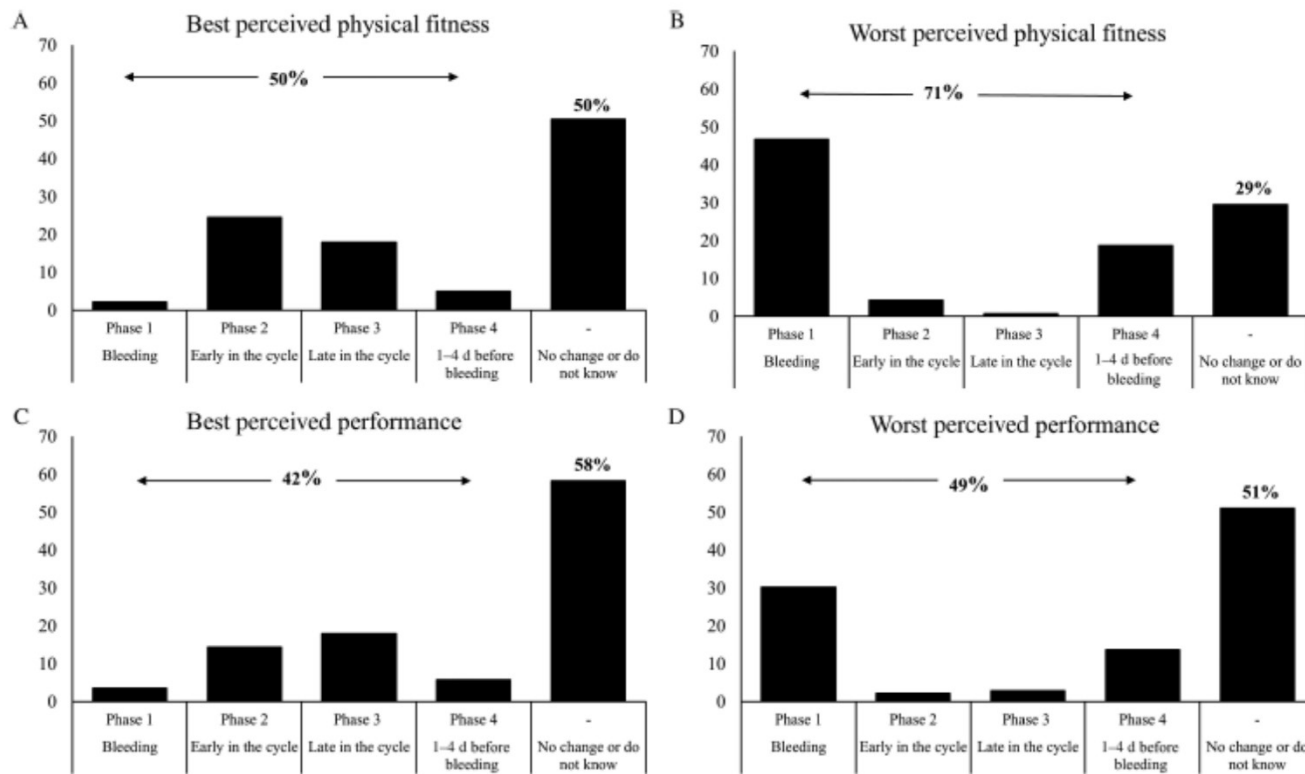 A
Best perceived physical fitness
70
60
50
40
30
20
10
0
50%
50%
Phase 1
Phase 2
Phase 3
Phase 4
-
Bleeding
Early in the cycle
Late in the cycle
1–4 d before
bleeding
No change or do
not know
B
Worst perceived physical fitness
70
60
50
40
30
20
10
0
71%
29%
Phase 1
Phase 2
Phase 3
Phase 4
-
Bleeding
Early in the cycle
Late in the cycle
1–4 d before
bleeding
No change or do
not know
C
Best perceived performance
70
60
50
40
30
20
10
0
42%
58%
Phase 1
Phase 2
Phase 3
Phase 4
-
Bleeding
Early in the cycle
Late in the cycle
1–4 d before
bleeding
No change or do
not know
D
Worst perceived performance
70
60
50
40
30
20
10
0
49%
51%
Phase 1
Phase 2
Phase 3
Phase 4
-
Bleeding
Early in the cycle
Late in the cycle
1–4 d before
bleeding
No change or do
not know